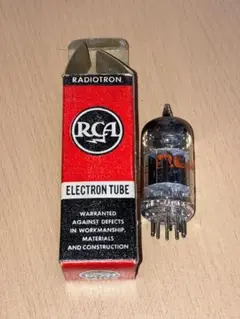 RADIOTRON
RCA
ELECTRON TUBE
WARRANTED
AGAINST DEFECTS
IN WORKMANSHIP,
MATERIALS
AND CONSTRUCTION